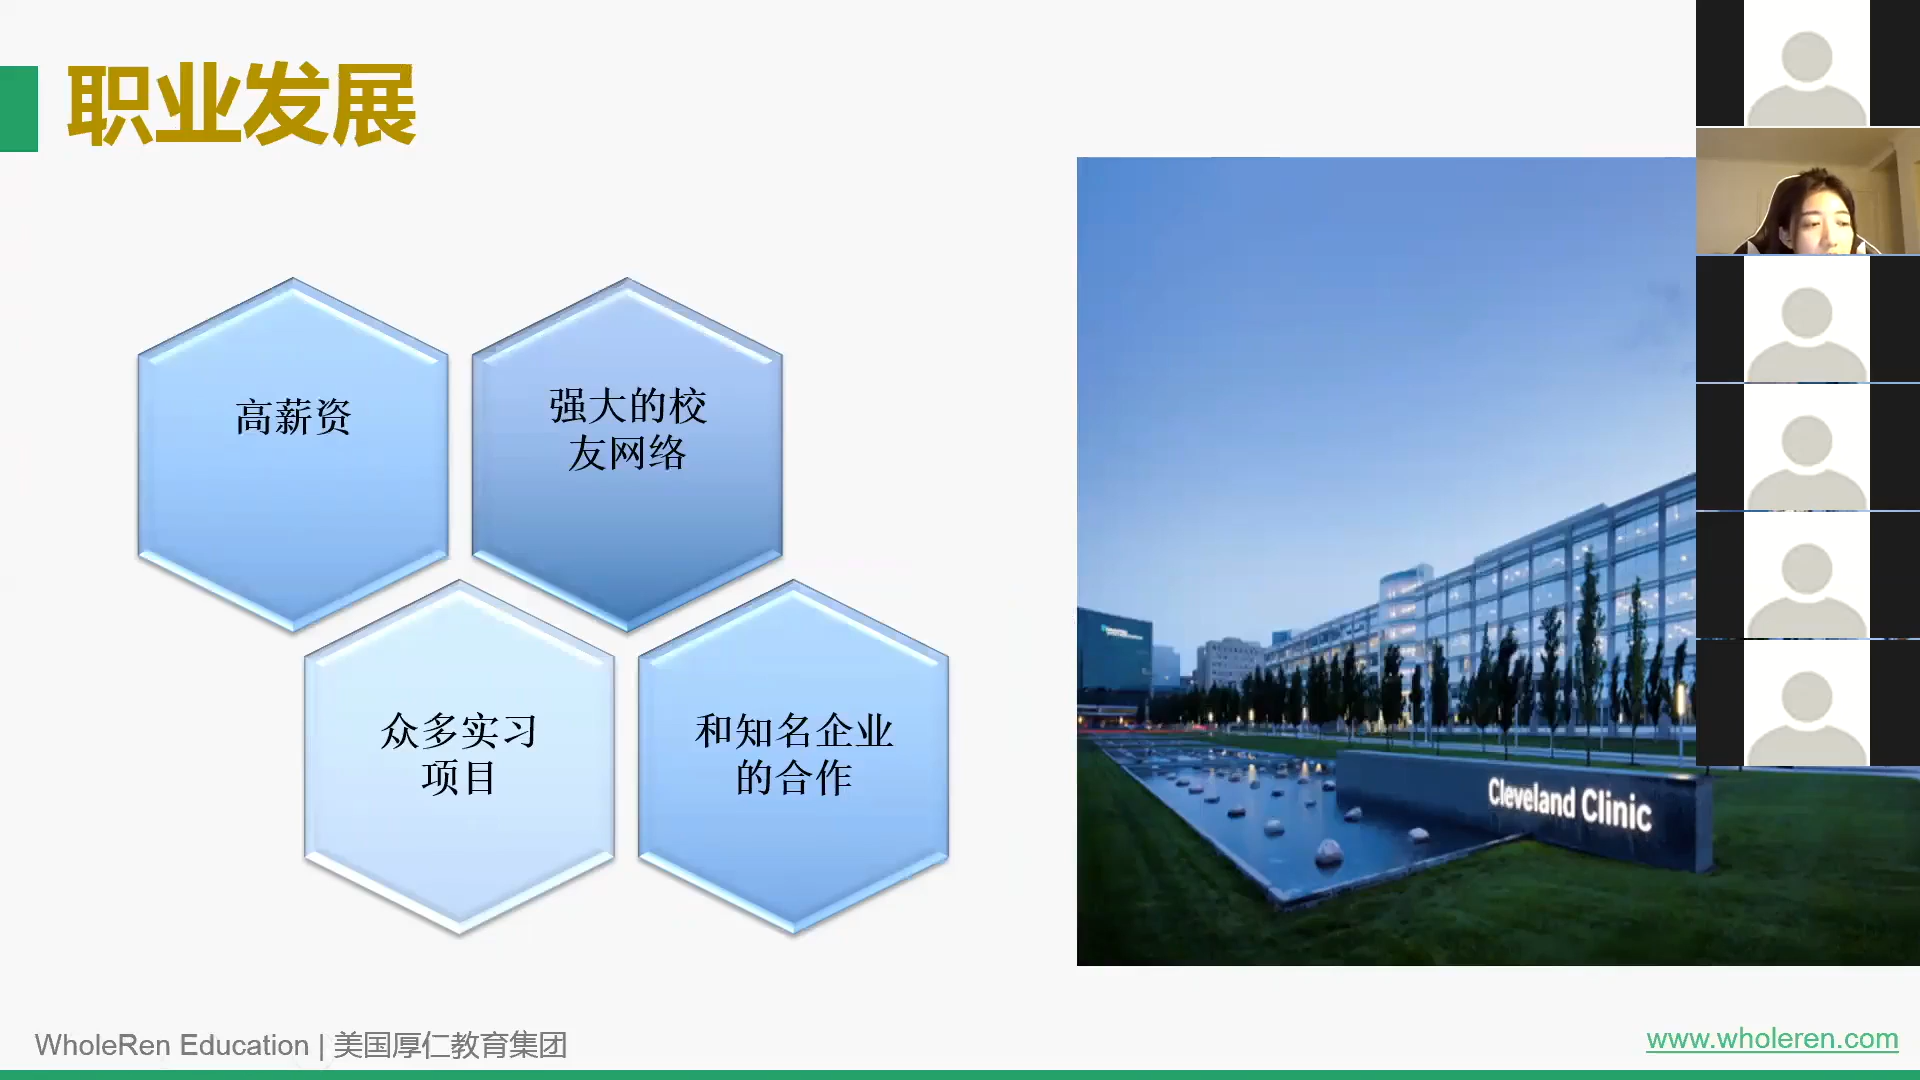 职业发展
高薪资
强大的校
友网络
众多实习
项目
和知名企业
的合作
Cleveland Clinic
WholeRen Education | 美国厚仁教育集团
www.wholeren.com